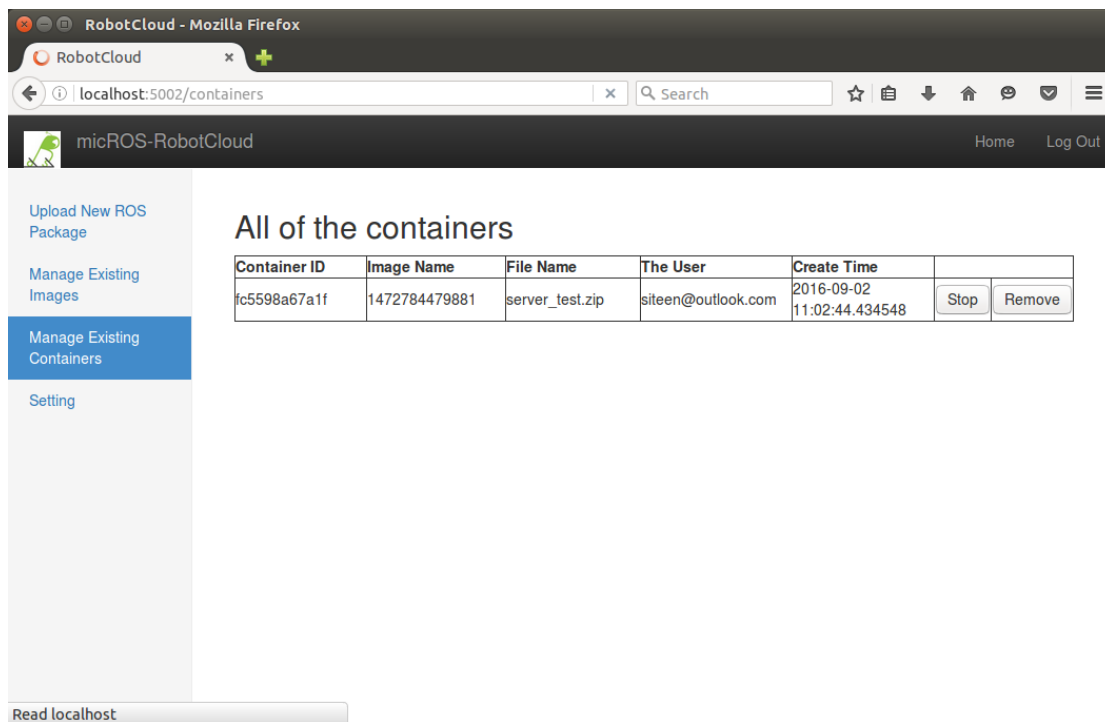 RobotCloud - Mozilla Firefox
RobotCloud
localhost:5002/containers
Search
micROS-RobotCloud Home Log Out
Upload New ROS
Package
Manage Existing
Images
Manage Existing
Containers
Setting
All of the containers
Container ID Image Name File Name The User Create Time
fc5598a67a1f 1472784479881 server_test.zip siteen@outlook.com 2016-09-02 Stop Remove
11:02:44.434548
Read localhost